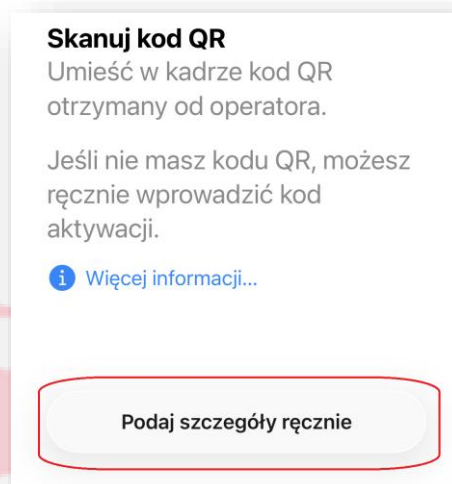 Skanuj kod QR
Umieść w kadrze kod QR
otrzymany od operatora.
Jeśli nie masz kodu QR, możesz
ręcznie wprowadzić kod
aktywacji.
Więcej informacji...
Podaj szczegóły ręcznie